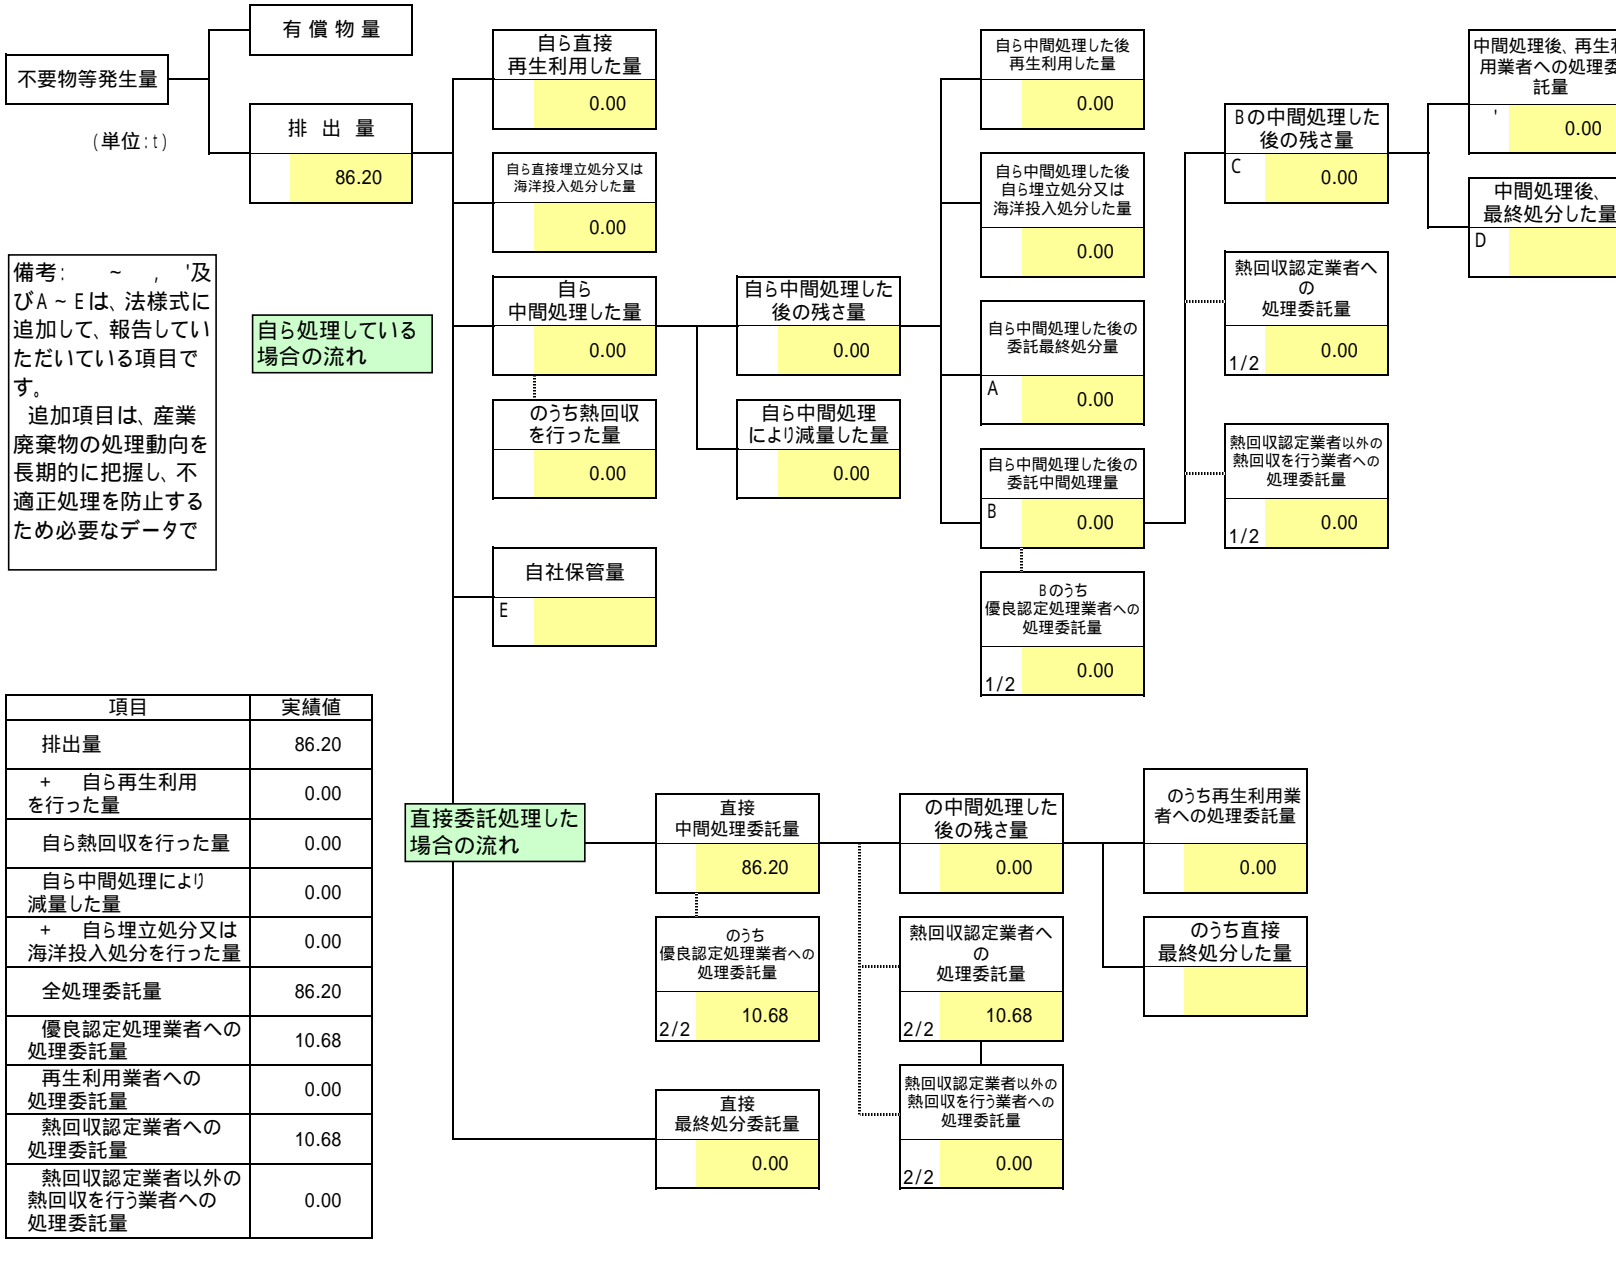 有償物量
不要物等発生量
(単位:t)
排出量
86.20
備考: ~ , '及
びA~Eは、法様式に
追加して、報告してい
ただいている項目で
す。
追加項目は、産業
廃棄物の処理動向を
長期的に把握し、不
適正処理を防止する
ため必要なデータで
自ら処理している
場合の流れ
自ら直接
再生利用した量
0.00
自ら直接埋立処分又は
海洋投入処分した量
0.00
自ら
中間処理した量
0.00
のうち熱回収
を行った量
0.00
自社保管量
E
自ら中間処理した
後の残さ量
0.00
自ら中間処理
により減量した量
0.00
自ら中間処理した後
再生利用した量
0.00
自ら中間処理した後
自ら埋立処分又は
海洋投入処分した量
0.00
自ら中間処理した後の
委託最終処分量
A
0.00
自ら中間処理した後の
委託中間処理量
B
0.00
Bのうち
優良認定処理業者への
処理委託量
1/2
0.00
Bの中間処理した
後の残さ量
C
0.00
熱回収認定業者へ
の
処理委託量
1/2
0.00
熱回収認定業者以外の
熱回収を行う業者への
処理委託量
1/2
0.00
中間処理後、再生利
用業者への処理委
託量
'
0.00
中間処理後、
最終処分した量
D
項目 実績値
排出量 86.20
+ 自ら再生利用
を行った量 0.00
自ら熱回収を行った量 0.00
自ら中間処理により
減量した量 0.00
+ 自ら埋立処分又は
海洋投入処分を行った量 0.00
全処理委託量 86.20
優良認定処理業者への
処理委託量 10.68
再生利用業者への
処理委託量 0.00
熱回収認定業者への
処理委託量 10.68
熱回収認定業者以外の
熱回収を行う業者への
処理委託量 0.00
直接委託処理した
場合の流れ
直接
中間処理委託量
86.20
のうち
優良認定処理業者への
処理委託量
2/2
10.68
直接
最終処分委託量
0.00
の中間処理した
後の残さ量
0.00
熱回収認定業者へ
の
処理委託量
2/2
10.68
熱回収認定業者以外の
熱回収を行う業者への
処理委託量
2/2
0.00
のうち再生利用業
者への処理委託量
0.00
のうち直接
最終処分した量